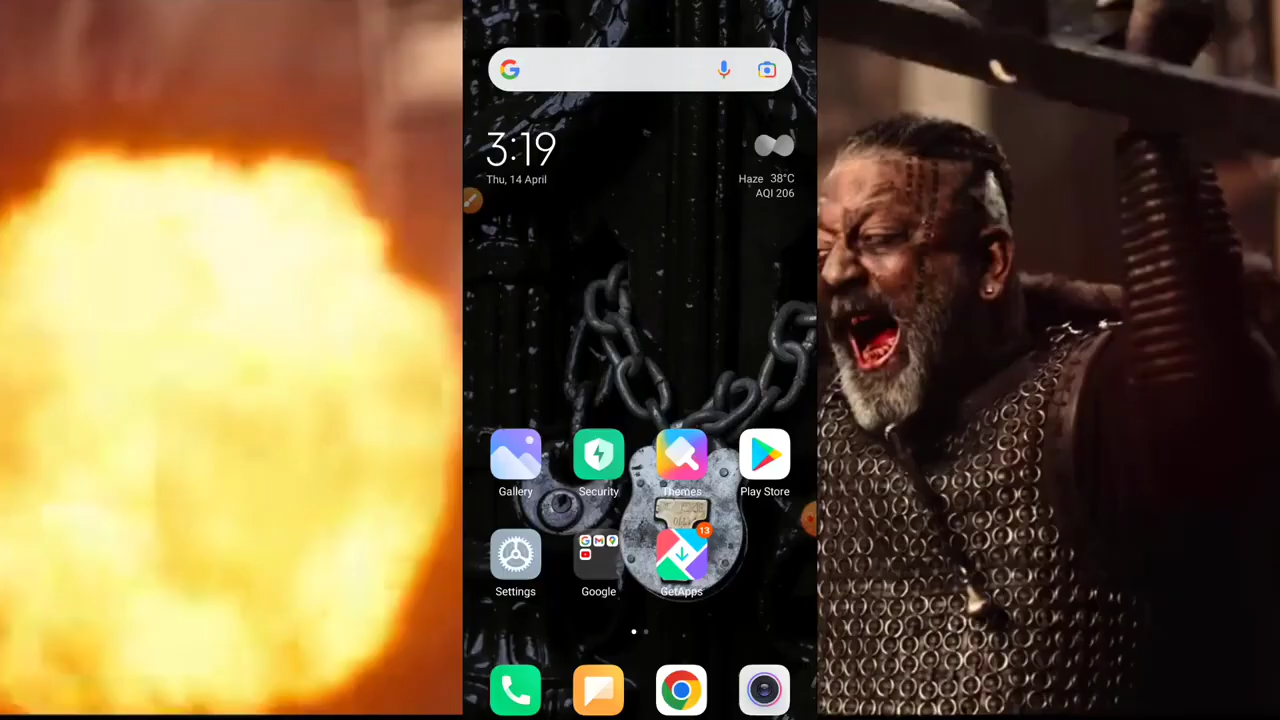 3:19
Thu, 14 April
Haze 38°C
AQI 206
Gallery
Security
Themes
Play Store
13
Settings
Google
GetApps